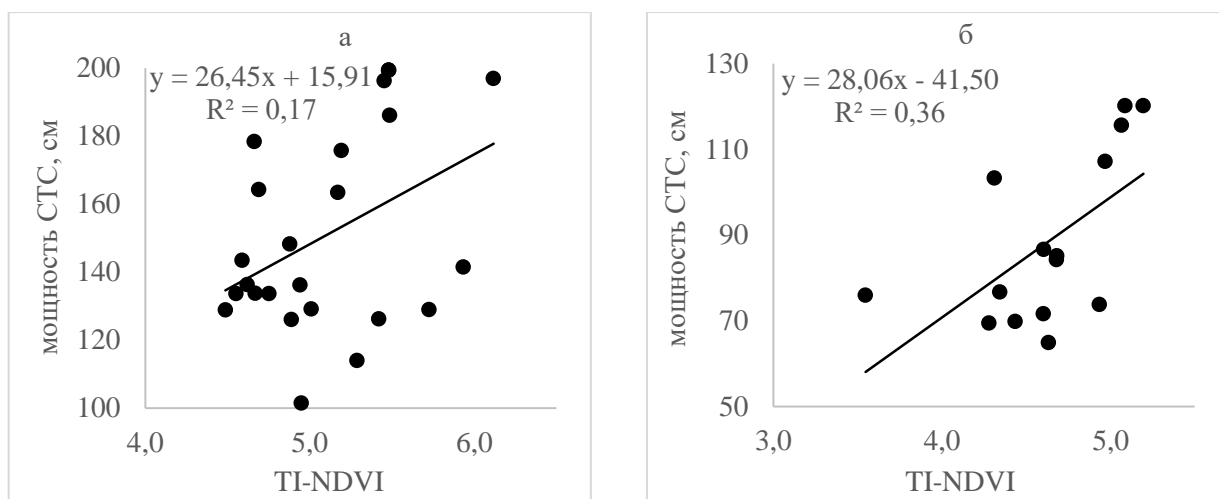 а
y = 26,45x + 15,91
R² = 0,17
мощность СТС, см
200
180
160
140
120
100
4,0 5,0 6,0
TI-NDVI
б
y = 28,06x - 41,50
R² = 0,36
мощность СТС, см
130
110
90
70
50
3,0 4,0 5,0
TI-NDVI